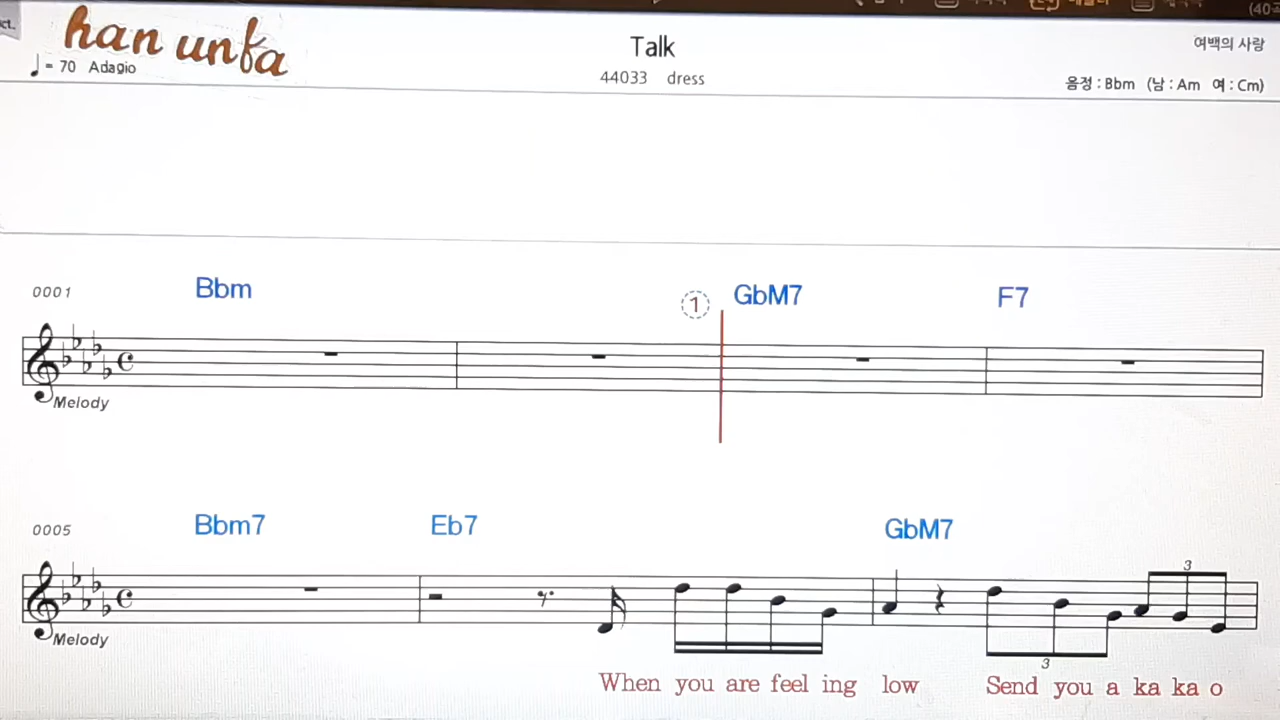 ct.
(40
han unfa
♩= 70 Adagio
Talk
44033 dress
여백의 사랑
음정 : Bbm (남 : Am 여 : Cm)
0001 Bbm ① GbM7 F7
Melody
0005 Bbm7 Eb7 GbM7
3
Melody
3
When you are feel ing low Send you a ka ka o